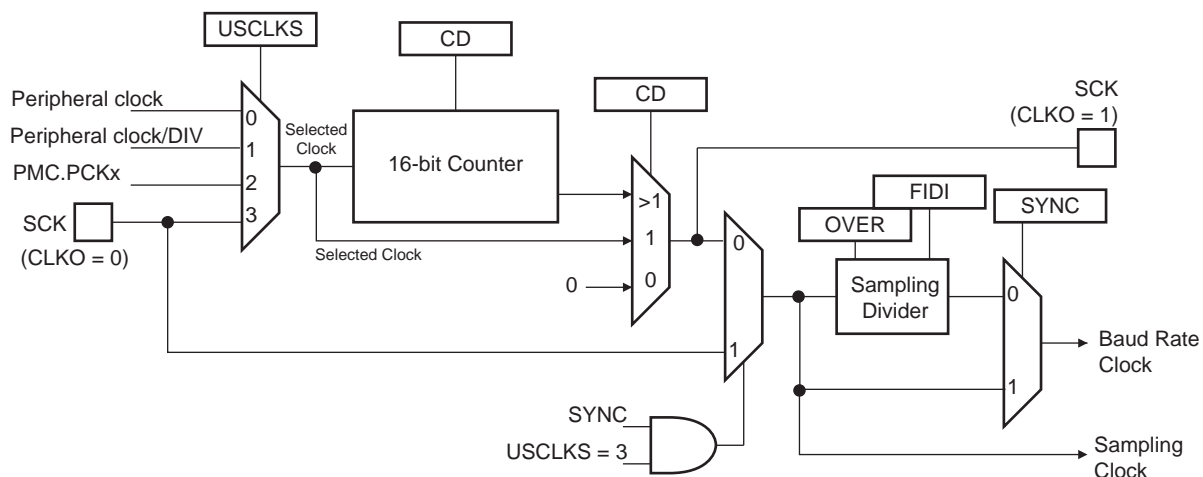 USCLKS
CD
CD
SCK
(CLKO = 1)
Peripheral clock
0
Selected
Clock
16-bit Counter
Peripheral clock/DIV
1
PMC.PCKx
2
SCK
3
(CLKO = 0)
>1
Selected Clock
1
0
0
FIDI
OVER
SYNC
0
Sampling
Divider
0
Baud Rate
Clock
1
1
SYNC
USCLKS = 3
Sampling
Clock